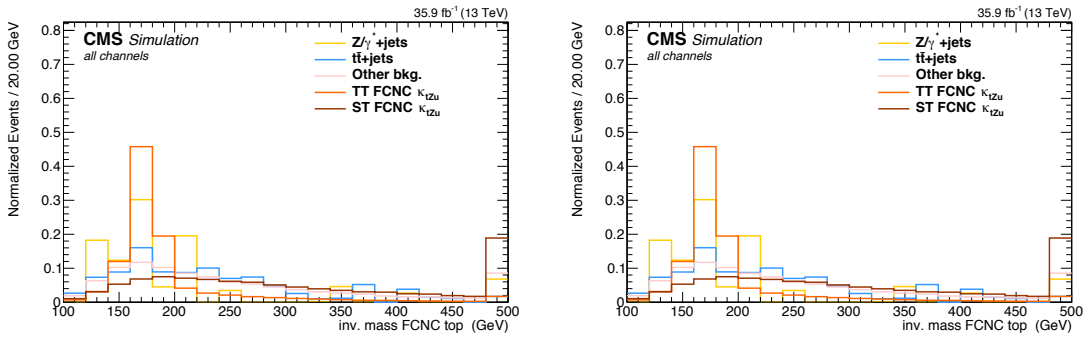 35.9 fb⁻¹ (13 TeV)
CMS Simulation
all channels
Z/γ*+jets
tt̄+jets
Other bkg.
TT FCNC κtZu
ST FCNC κtZu
Normalized Events / 20.00 GeV
0.8
0.7
0.6
0.5
0.4
0.3
0.2
0.1
0
100 150 200 250 300 350 400 450 500
inv. mass FCNC top (GeV)
35.9 fb⁻¹ (13 TeV)
CMS Simulation
all channels
Z/γ*+jets
tt̄+jets
Other bkg.
TT FCNC κtZu
ST FCNC κtZu
Normalized Events / 20.00 GeV
0.8
0.7
0.6
0.5
0.4
0.3
0.2
0.1
0
100 150 200 250 300 350 400 450 500
inv. mass FCNC top (GeV)